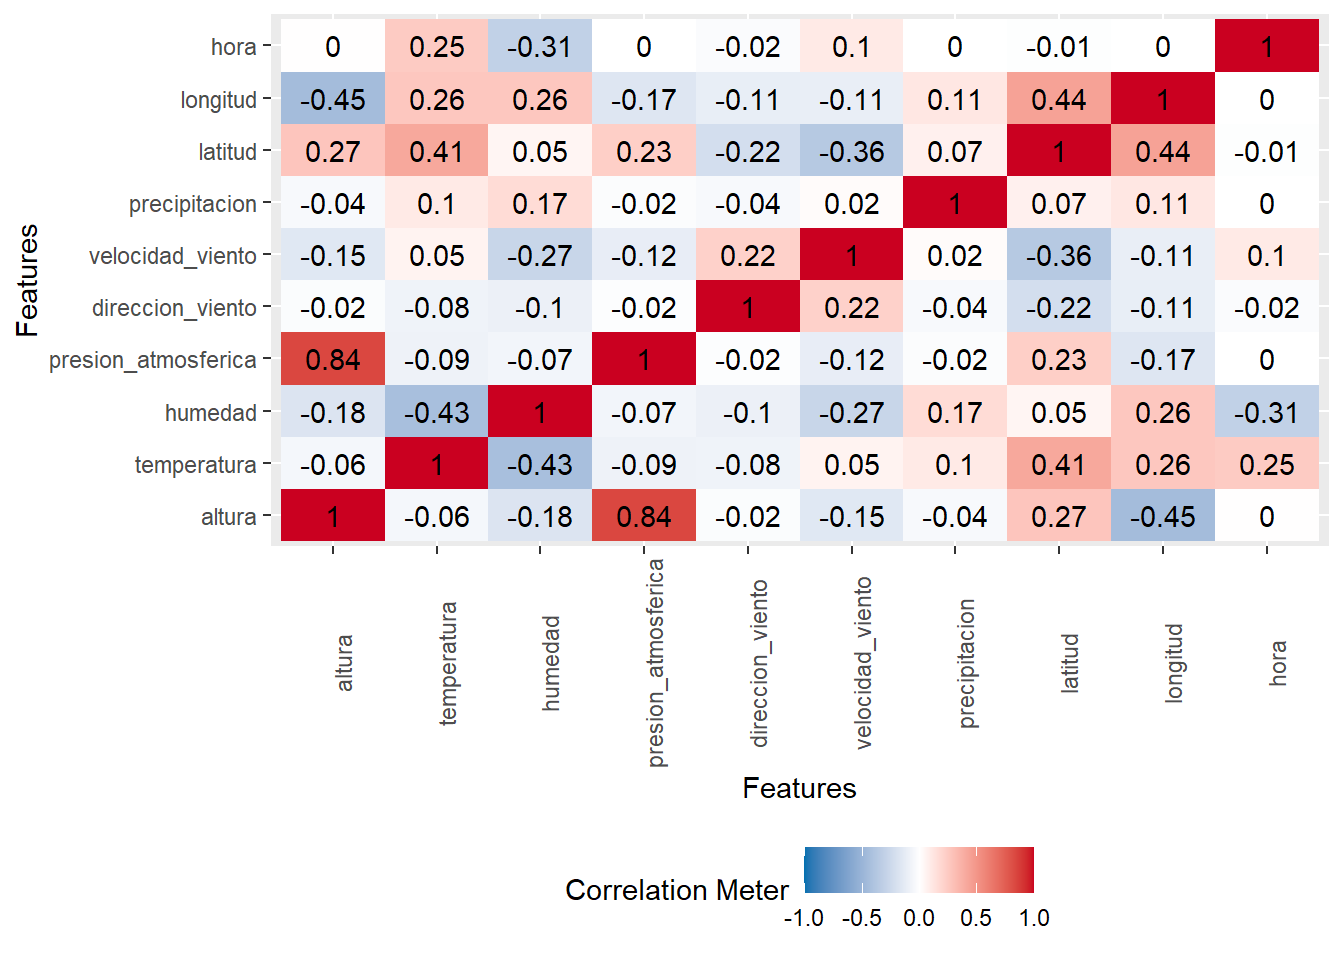 hora 0 0.25 -0.31 0 -0.02 0.1 0 -0.01 0 1
longitud -0.45 0.26 0.26 -0.17 -0.11 -0.11 0.11 0.44 1 0
latitud 0.27 0.41 0.05 0.23 -0.22 -0.36 0.07 1 0.44 -0.01
precipitacion -0.04 0.1 0.17 -0.02 -0.04 0.02 1 0.07 0.11 0
velocidad_viento -0.15 0.05 -0.27 -0.12 0.22 1 0.02 -0.36 -0.11 0.1
direccion_viento -0.02 -0.08 -0.1 -0.02 1 0.22 -0.04 -0.22 -0.11 -0.02
presion_atmosferica 0.84 -0.09 -0.07 1 -0.02 -0.12 -0.02 0.23 -0.17 0
humedad -0.18 -0.43 1 -0.07 -0.1 -0.27 0.17 0.05 0.26 -0.31
temperatura -0.06 1 -0.43 -0.09 -0.08 0.05 0.1 0.41 0.26 0.25
altura 1 -0.06 -0.18 0.84 -0.02 -0.15 -0.04 0.27 -0.45 0
Features
altura
temperatura
humedad
presion_atmosferica
direccion_viento
velocidad_viento
precipitacion
latitud
longitud
hora
Features
Correlation Meter
-1.0 -0.5 0.0 0.5 1.0